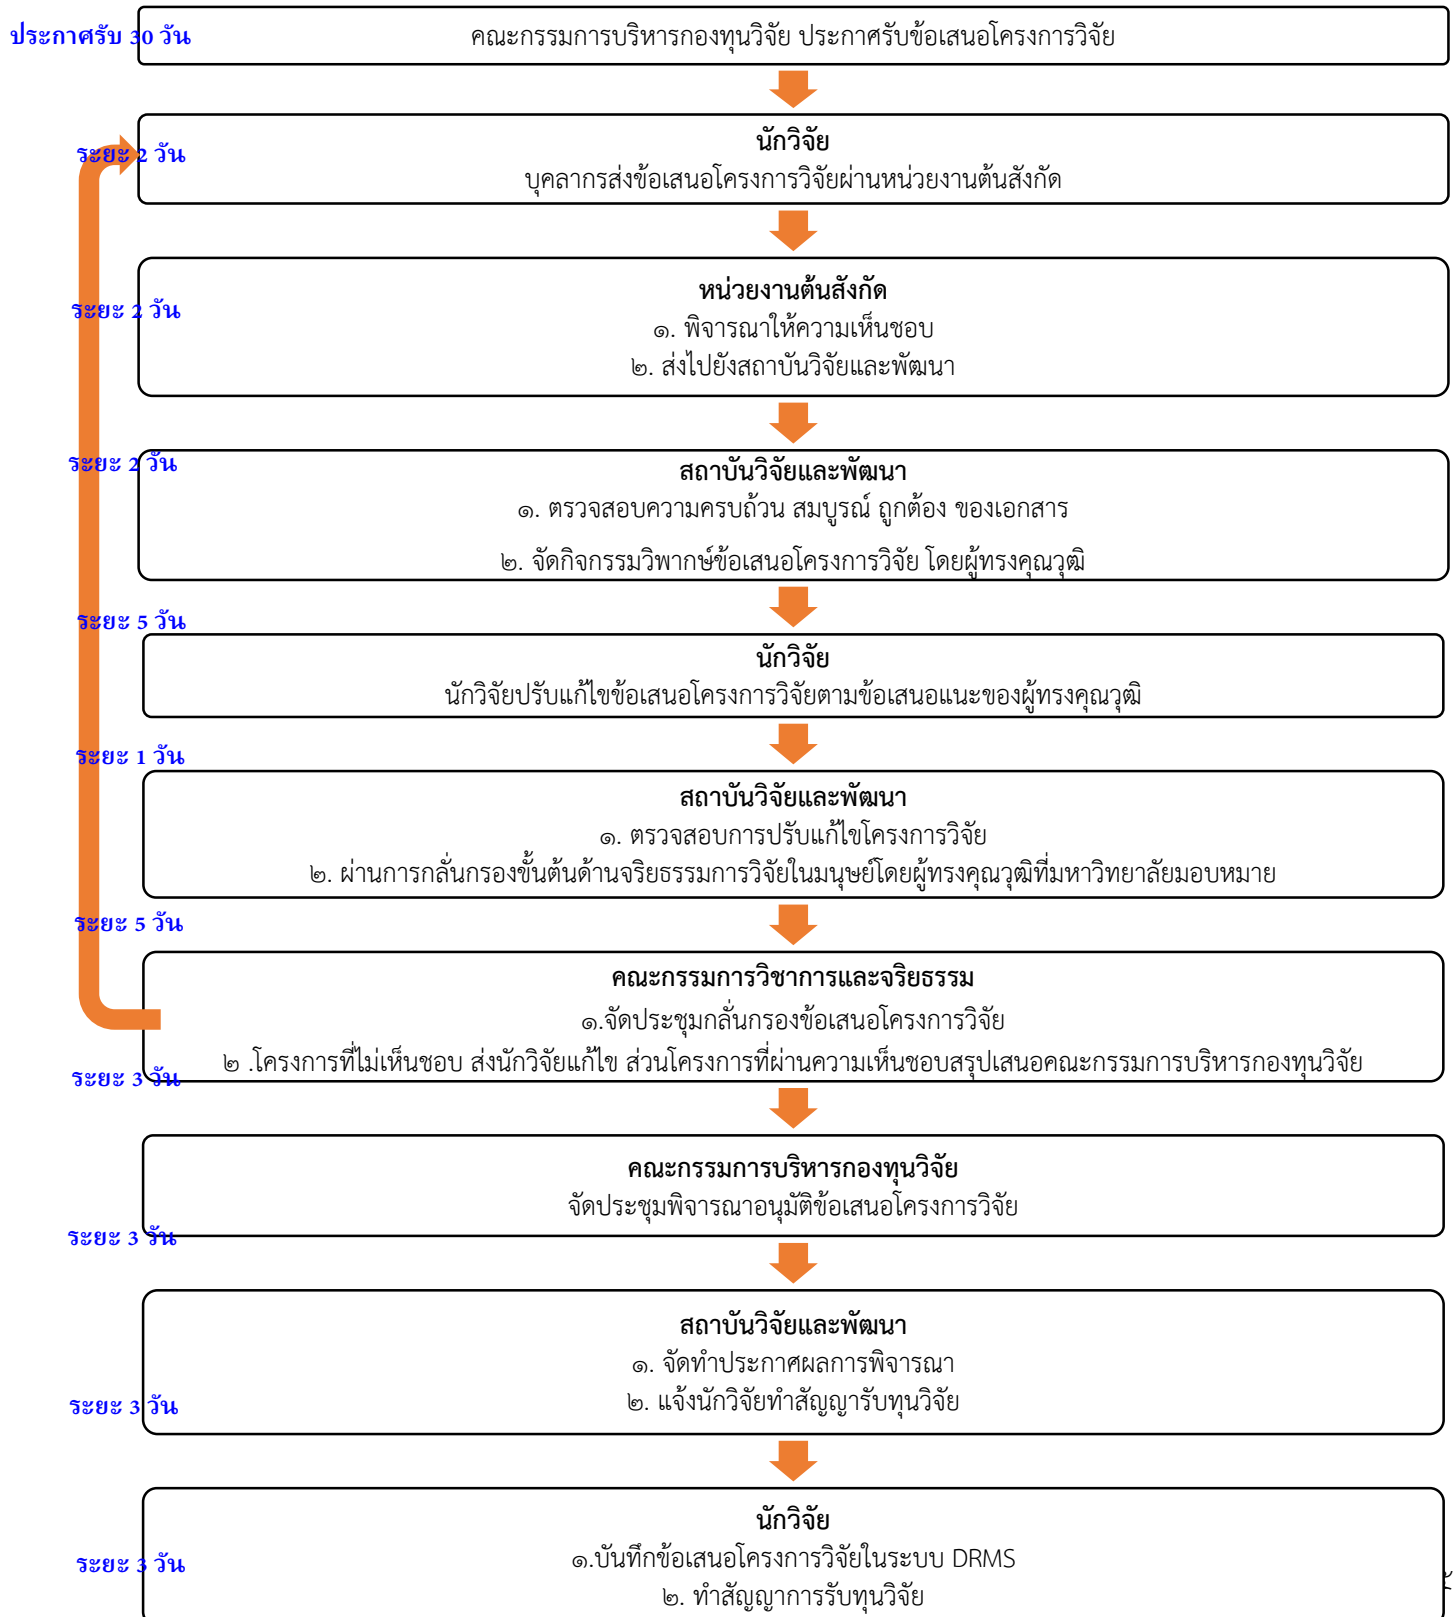 ประกาศรับ 30 วัน
คณะกรรมการบริหารกองทุนวิจัย ประกาศรับข้อเสนอโครงการวิจัย
นักวิจัย
ระยะ 2 วัน
บุคลากรส่งข้อเสนอโครงการวิจัยผ่านหน่วยงานต้นสังกัด
หน่วยงานต้นสังกัด
ระยะ 2 วัน
๑. พิจารณาให้ความเห็นชอบ
๒. ส่งไปยังสถาบันวิจัยและพัฒนา
ระยะ 2 วัน
สถาบันวิจัยและพัฒนา
๑. ตรวจสอบความครบถ้วน สมบูรณ์ ถูกต้อง ของเอกสาร
๒. จัดกิจกรรมวิพากษ์ข้อเสนอโครงการวิจัย โดยผู้ทรงคุณวุฒิ
ระยะ 5 วัน
นักวิจัย
นักวิจัยปรับแก้ไขข้อเสนอโครงการวิจัยตามข้อเสนอแนะของผู้ทรงคุณวุฒิ
ระยะ 1 วัน
สถาบันวิจัยและพัฒนา
๑. ตรวจสอบการปรับแก้ไขโครงการวิจัย
๒. ผ่านการกลั่นกรองขั้นต้นด้านจริยธรรมการวิจัยในมนุษย์โดยผู้ทรงคุณวุฒิที่มหาวิทยาลัยมอบหมาย
ระยะ 5 วัน
คณะกรรมการวิชาการและจริยธรรม
๑.จัดประชุมกลั่นกรองข้อเสนอโครงการวิจัย
๒ .โครงการที่ไม่เห็นชอบ ส่งนักวิจัยแก้ไข ส่วนโครงการที่ผ่านความเห็นชอบสรุปเสนอคณะกรรมการบริหารกองทุนวิจัย
ระยะ 3 วัน
คณะกรรมการบริหารกองทุนวิจัย
จัดประชุมพิจารณาอนุมัติข้อเสนอโครงการวิจัย
ระยะ 3 วัน
สถาบันวิจัยและพัฒนา
๑. จัดทำประกาศผลการพิจารณา
๒. แจ้งนักวิจัยทำสัญญารับทุนวิจัย
ระยะ 3 วัน
นักวิจัย
๑.บันทึกข้อเสนอโครงการวิจัยในระบบ DRMS
ระยะ 3 วัน
๒. ทำสัญญาการรับทุนวิจัย